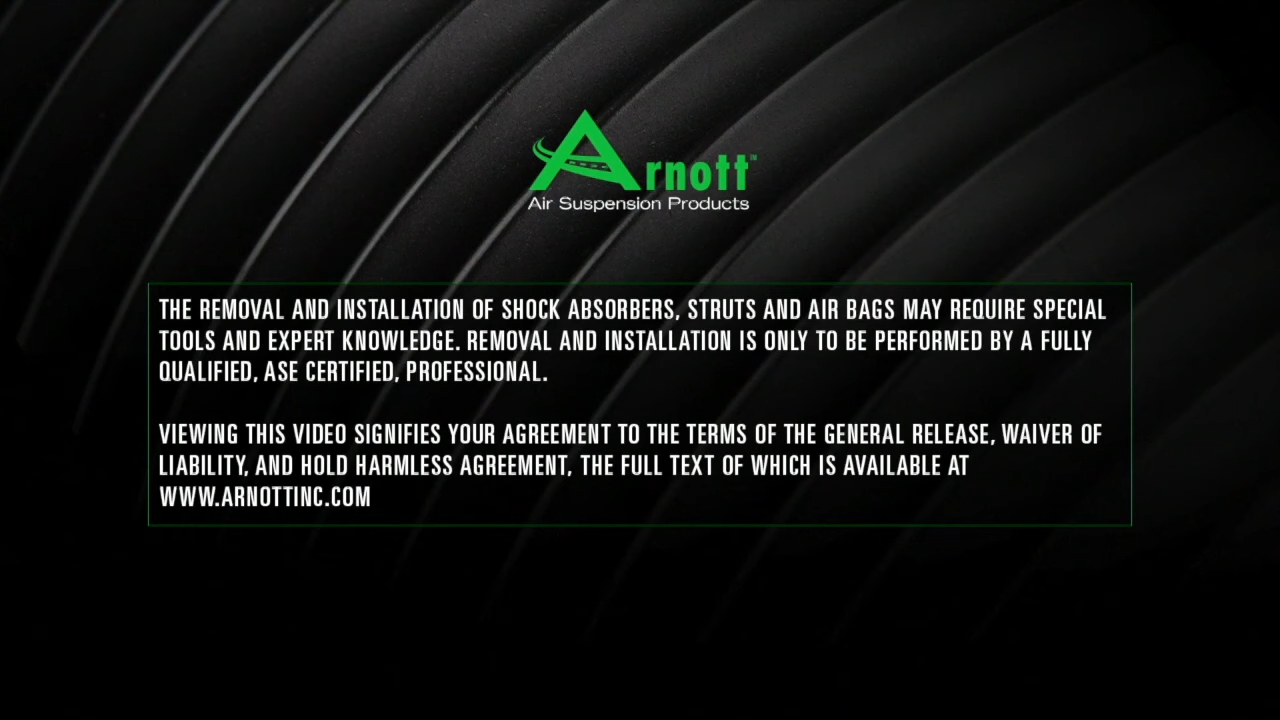 Arnott™
Air Suspension Products
THE REMOVAL AND INSTALLATION OF SHOCK ABSORBERS, STRUTS AND AIR BAGS MAY REQUIRE SPECIAL
TOOLS AND EXPERT KNOWLEDGE. REMOVAL AND INSTALLATION IS ONLY TO BE PERFORMED BY A FULLY
QUALIFIED, ASE CERTIFIED, PROFESSIONAL.
VIEWING THIS VIDEO SIGNIFIES YOUR AGREEMENT TO THE TERMS OF THE GENERAL RELEASE, WAIVER OF
LIABILITY, AND HOLD HARMLESS AGREEMENT, THE FULL TEXT OF WHICH IS AVAILABLE AT
WWW.ARNOTTINC.COM